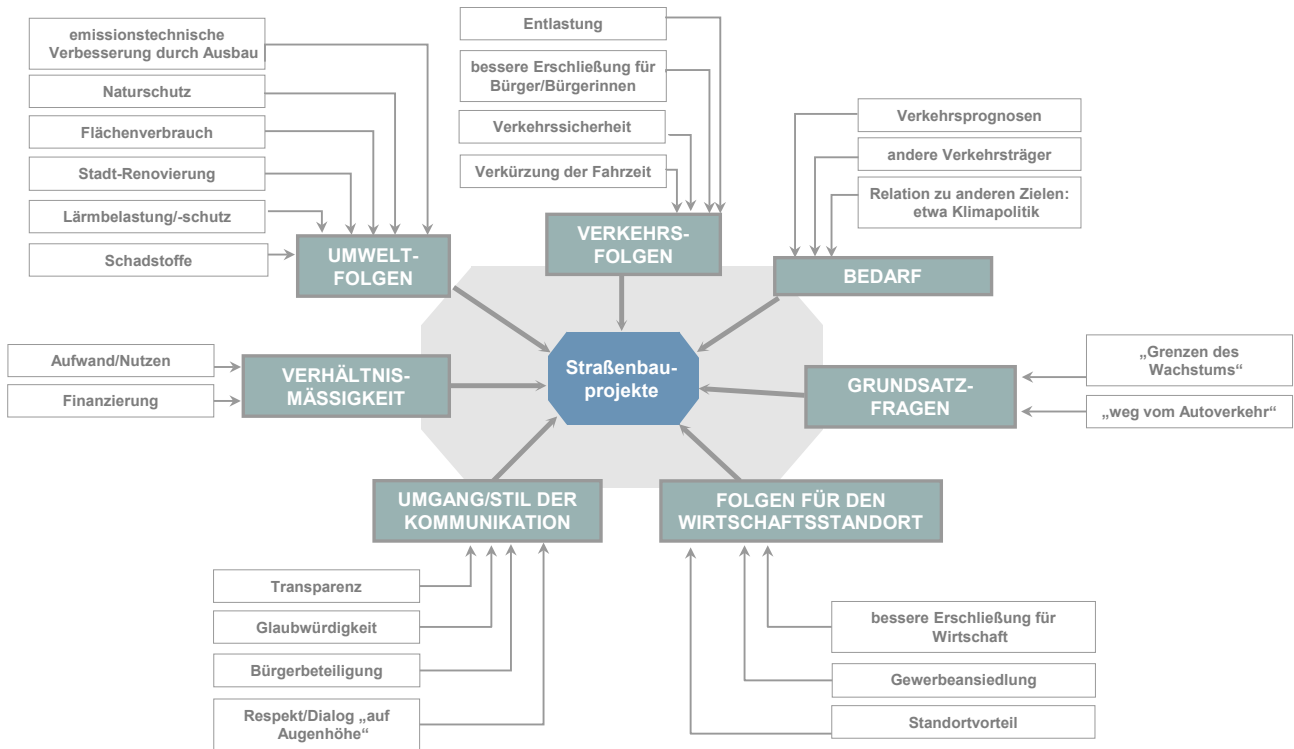 emissionstechnische
Verbesserung durch Ausbau
Naturschutz
Flächenverbrauch
Stadt-Renovierung
Lärmbelastung/-schutz
Schadstoffe
UMWELT-
FOLGEN
Entlastung
bessere Erschließung für
Bürger/Bürgerinnen
Verkehrssicherheit
Verkürzung der Fahrzeit
VERKEHRS-
FOLGEN
Verkehrsprognosen
andere Verkehrsträger
Relation zu anderen Zielen:
etwa Klimapolitik
BEDARF
Aufwand/Nutzen
Finanzierung
VERHÄLTNIS-
MÄSSIGKEIT
Straßenbau-
projekte
GRUNDSATZ-
FRAGEN
„Grenzen des
Wachstums“
„weg vom Autoverkehr“
UMGANG/STIL DER
KOMMUNIKATION
Transparenz
Glaubwürdigkeit
Bürgerbeteiligung
Respekt/Dialog „auf
Augenhöhe“
FOLGEN FÜR DEN
WIRTSCHAFTSSTANDORT
bessere Erschließung für
Wirtschaft
Gewerbeansiedlung
Standortvorteil